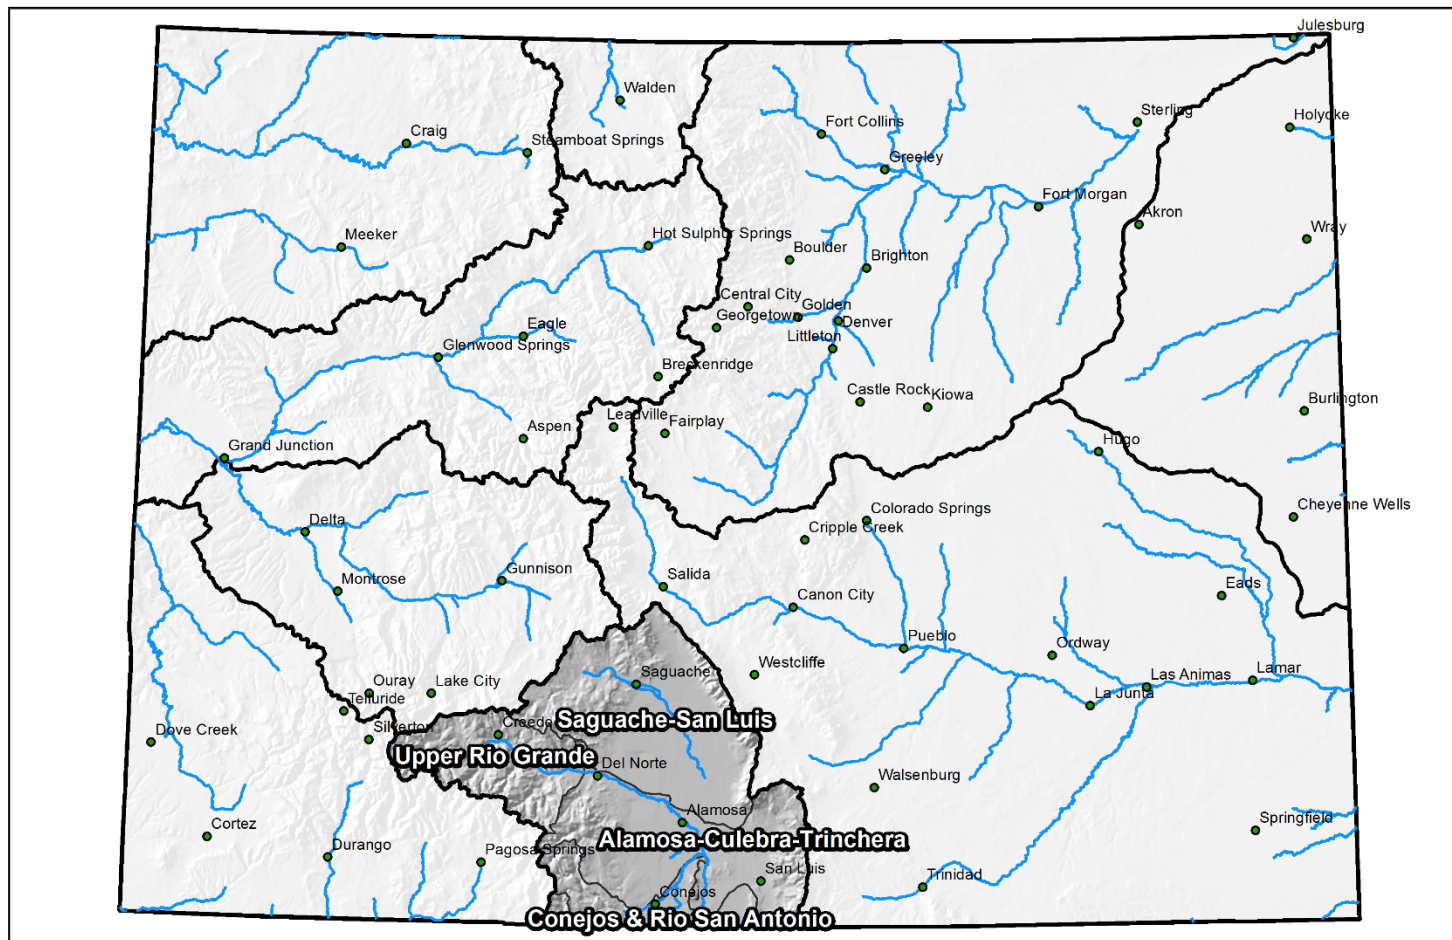 Julesburg
Walden
Sterling
Holyoke
Fort Collins
Craig
Steamboat Springs
Greeley
Fort Morgan
Akron
Wray
Meeker
Hot Sulphur Springs
Boulder
Brighton
Central City
Golden
Georgetown
Denver
Eagle
Littleton
Glenwood Springs
Breckenridge
Castle Rock
Kiowa
Burlington
Leadville
Fairplay
Aspen
Hugo
Grand Junction
Cheyenne Wells
Colorado Springs
Delta
Cripple Creek
Gunnison
Salida
Montrose
Eads
Canon City
Pueblo
Ordway
Westcliffe
Saguache
Lamar
Las Animas
Ouray
Lake City
Telluride
La Junta
Saguache-San Luis
Silverton
Creede
Dove Creek
Upper Rio Grande
Del Norte
Walsenburg
Alamosa
Springfield
Cortez
Alamosa-Culebra-Trinchera
Durango
Pagosa Springs
San Luis
Trinidad
Conejos
Conejos & Rio San Antonio